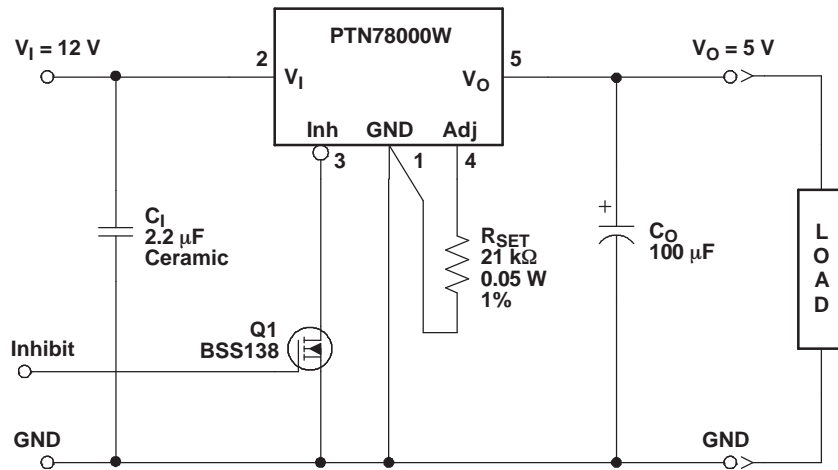 PTN78000W
V_I = 12 V
2
V_I
V_O
5
V_O = 5 V
Inh
GND
Adj
3
1
4
C_I
2.2 µF
Ceramic
R_SET
21 kΩ
0.05 W
1%
+
C_O
100 µF
L
O
A
D
Q1
BSS138
Inhibit
GND
GND